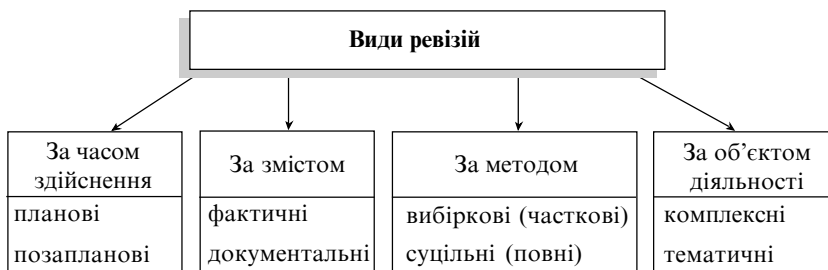 Види ревізій
За часом
здійснення
планові
позапланові
За змістом
фактичні
документальні
За методом
вибіркові (часткові)
суцільні (повні)
За об’єктом
діяльності
комплексні
тематичні